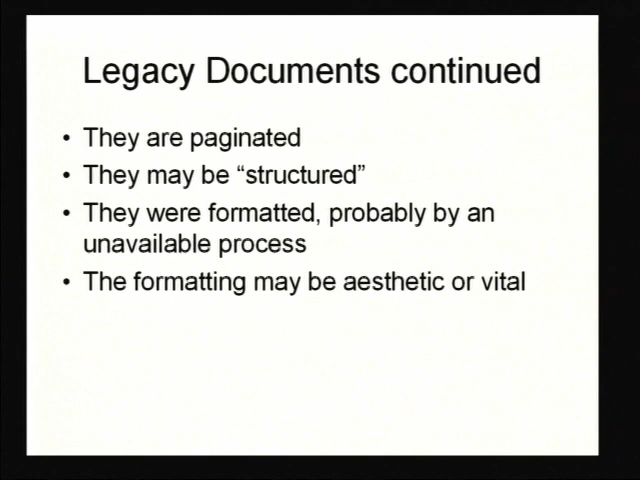 Legacy Documents continued
• They are paginated
• They may be “structured”
• They were formatted, probably by an
unavailable process
• The formatting may be aesthetic or vital